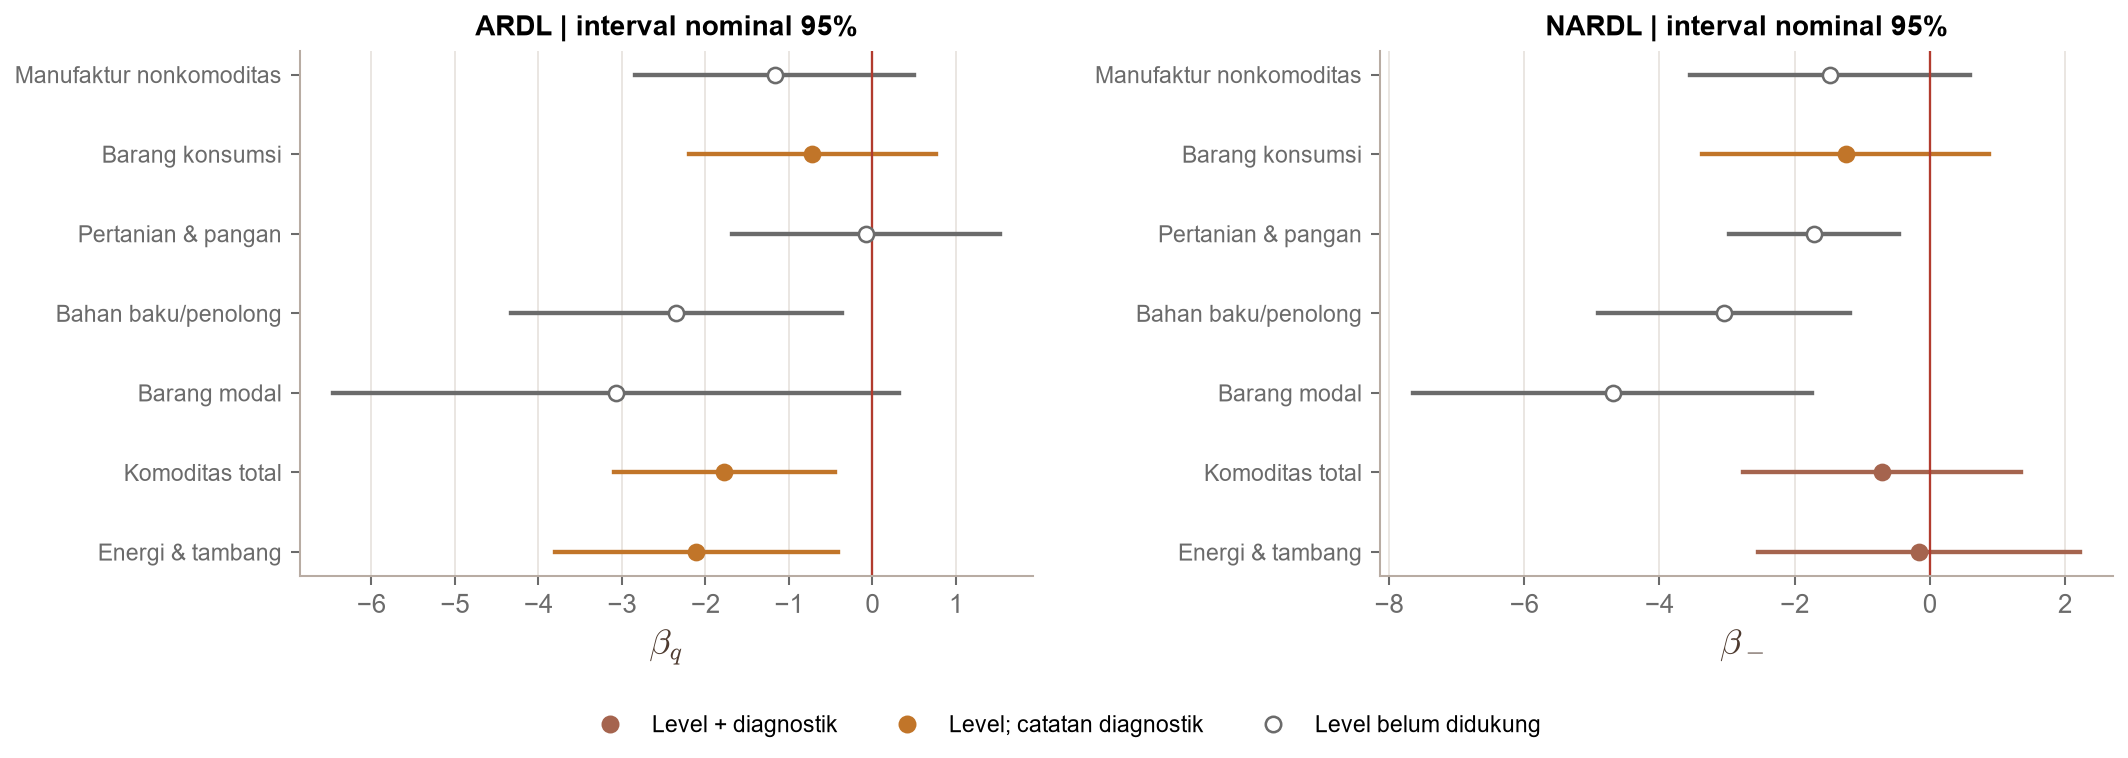 ARDL | interval nominal 95%
Manufaktur nonkomoditas
Barang konsumsi
Pertanian & pangan
Bahan baku/penolong
Barang modal
Komoditas total
Energi & tambang
−6 −5 −4 −3 −2 −1 0 1
βq
NARDL | interval nominal 95%
Manufaktur nonkomoditas
Barang konsumsi
Pertanian & pangan
Bahan baku/penolong
Barang modal
Komoditas total
Energi & tambang
−8 −6 −4 −2 0 2
β−
Level + diagnostik
Level; catatan diagnostik
Level belum didukung